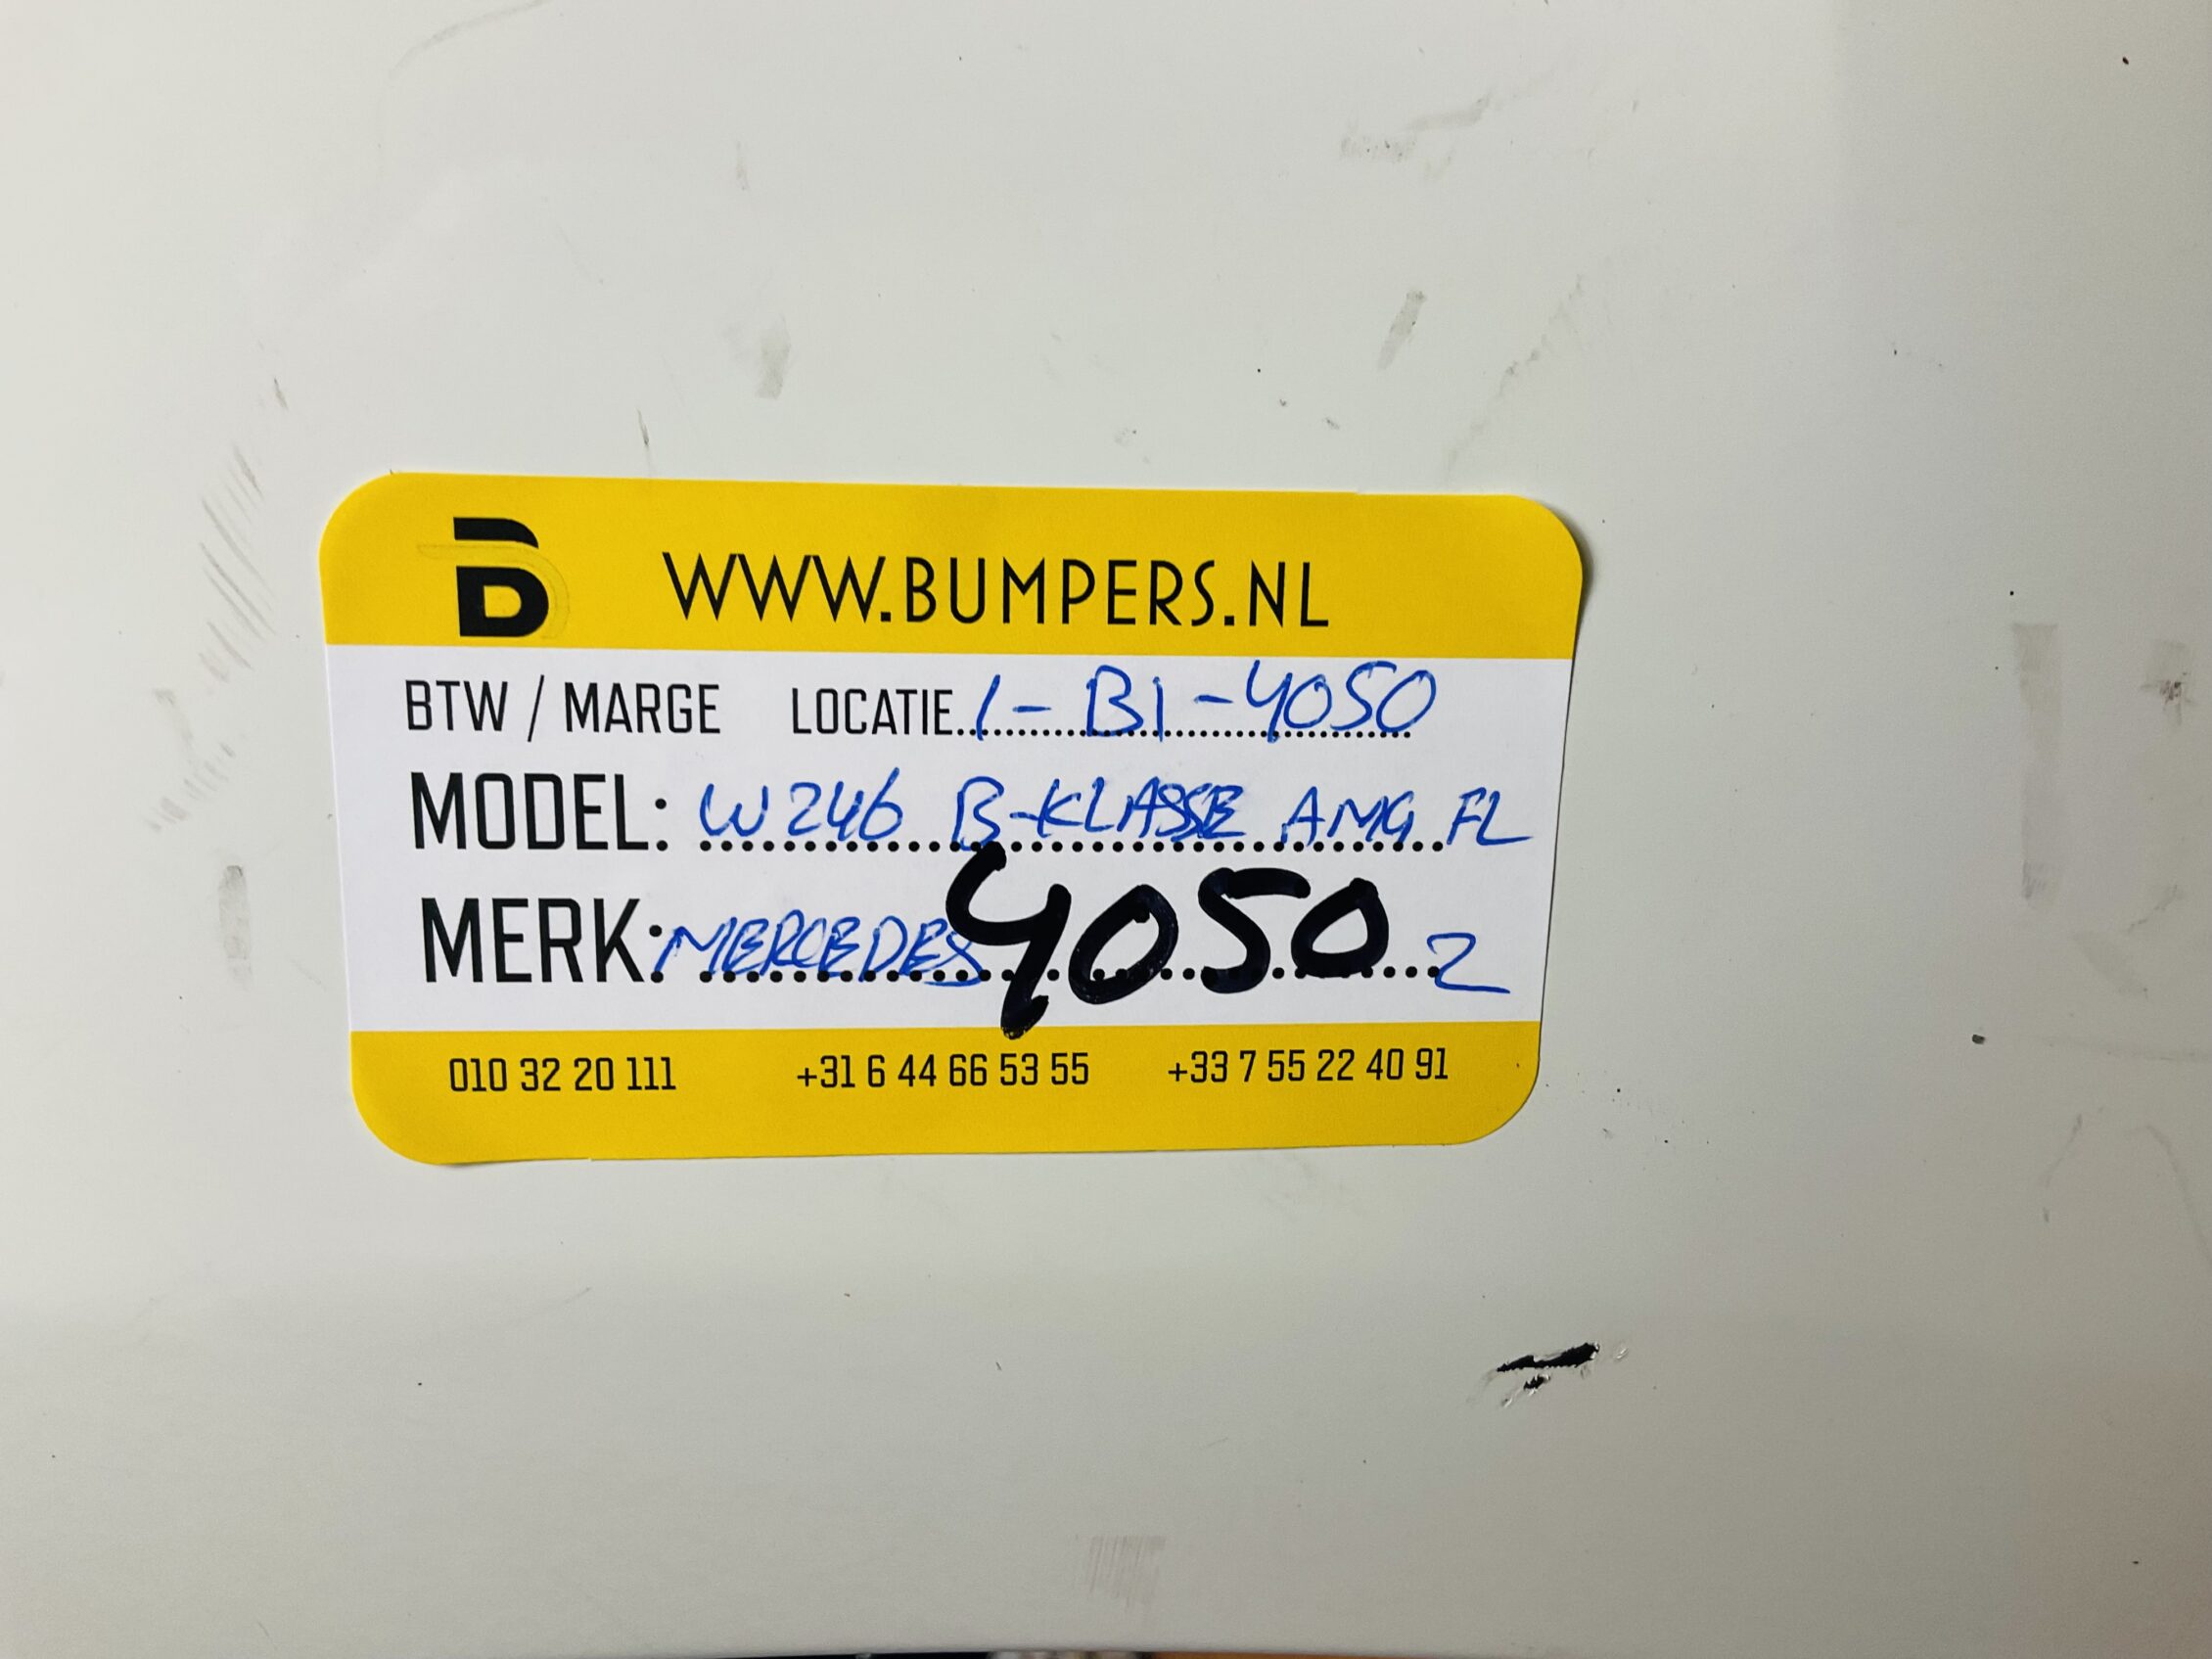 B WWW.BUMPERS.NL
BTW / MARGE LOCATIE 1-B1-4050
MODEL: W246 B-KLASSE AMG FL
MERK: MERCEDES 4050 2
010 32 20 111 +31 6 44 66 53 55 +33 7 55 22 40 91